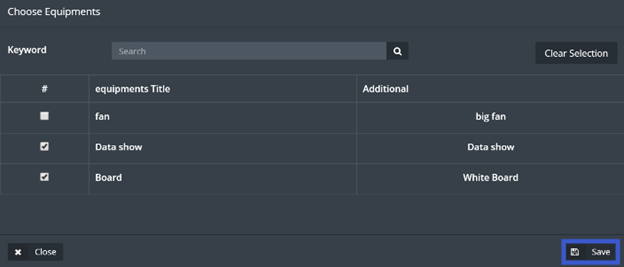 Choose Equipments
Keyword Search Clear Selection
# equipments Title Additional
fan big fan
Data show Data show
Board White Board
Close Save